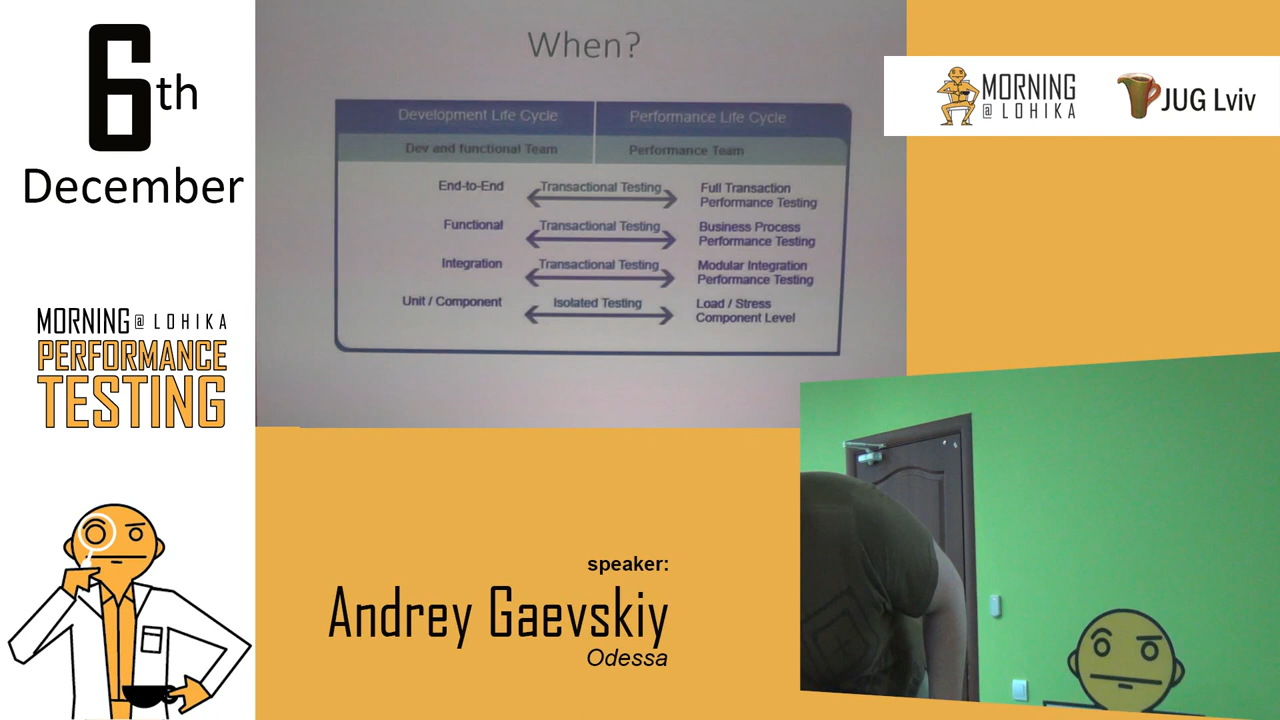 6th
December
MORNING @ LOHIKA
PERFORMANCE
TESTING
When?
Development Life Cycle
Performance Life Cycle
Dev and functional Team
Performance Team
End-to-End
Transactional Testing
Full Transaction
Performance Testing
Functional
Transactional Testing
Business Process
Performance Testing
Integration
Transactional Testing
Modular Integration
Performance Testing
Unit / Component
Isolated Testing
Load / Stress
Component Level
MORNING
@ LOHIKA
JUG Lviv
speaker:
Andrey Gaevskiy
Odessa